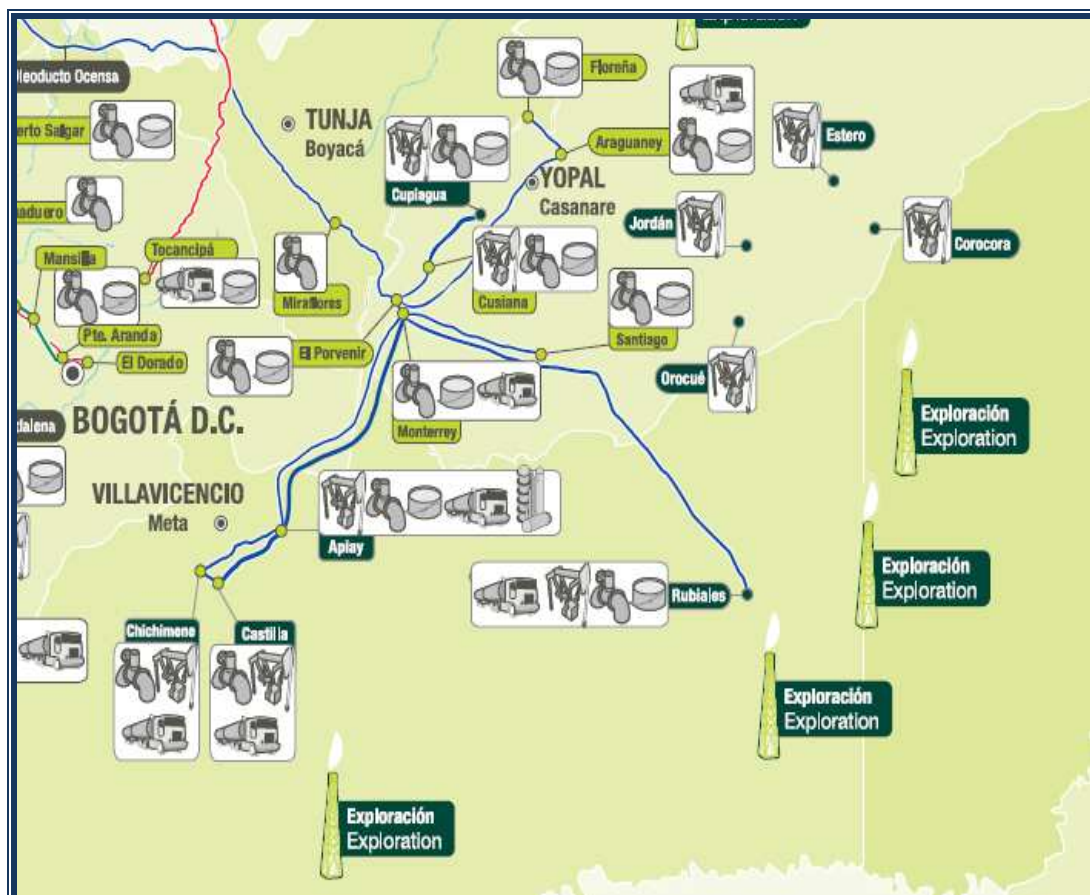 Oleoducto Ocensa
Floreña
erto Salgar
TUNJA
Boyacá
Araguaney
Estero
YOPAL
Casanare
Cupiagua
aduero
Jordán
Corocora
Mansilla
Tocancipá
Miraflores
Cusiana
Santiago
Pte. Aranda
El Dorado
El Porvenir
Orocué
Exploración
Exploration
dalena
BOGOTÁ D.C.
Monterrey
VILLAVICENCIO
Meta
Apiay
Exploración
Exploration
Rubiales
Chichimene
Castilla
Exploración
Exploration
Exploración
Exploration